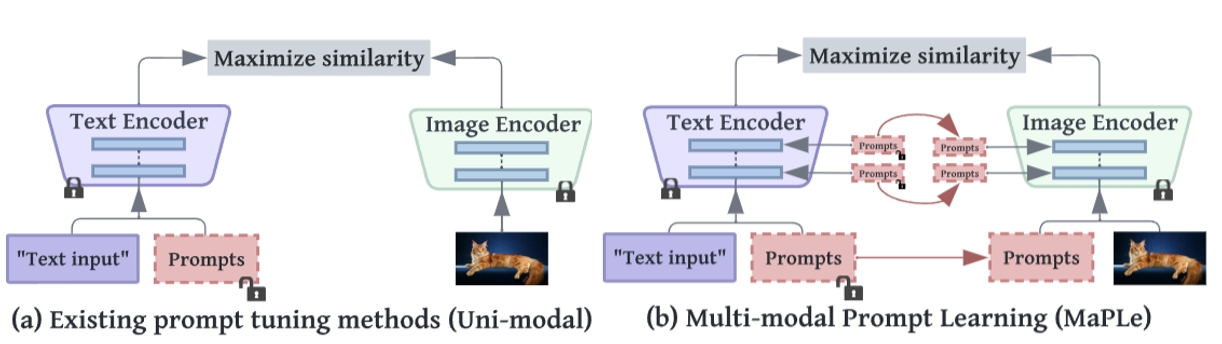 Maximize similarity
Text Encoder
Image Encoder
"Text input"
Prompts
(a) Existing prompt tuning methods (Uni-modal)
Maximize similarity
Text Encoder
Prompts
Prompts
Image Encoder
Prompts
Prompts
"Text input"
Prompts
Prompts
(b) Multi-modal Prompt Learning (MaPLe)